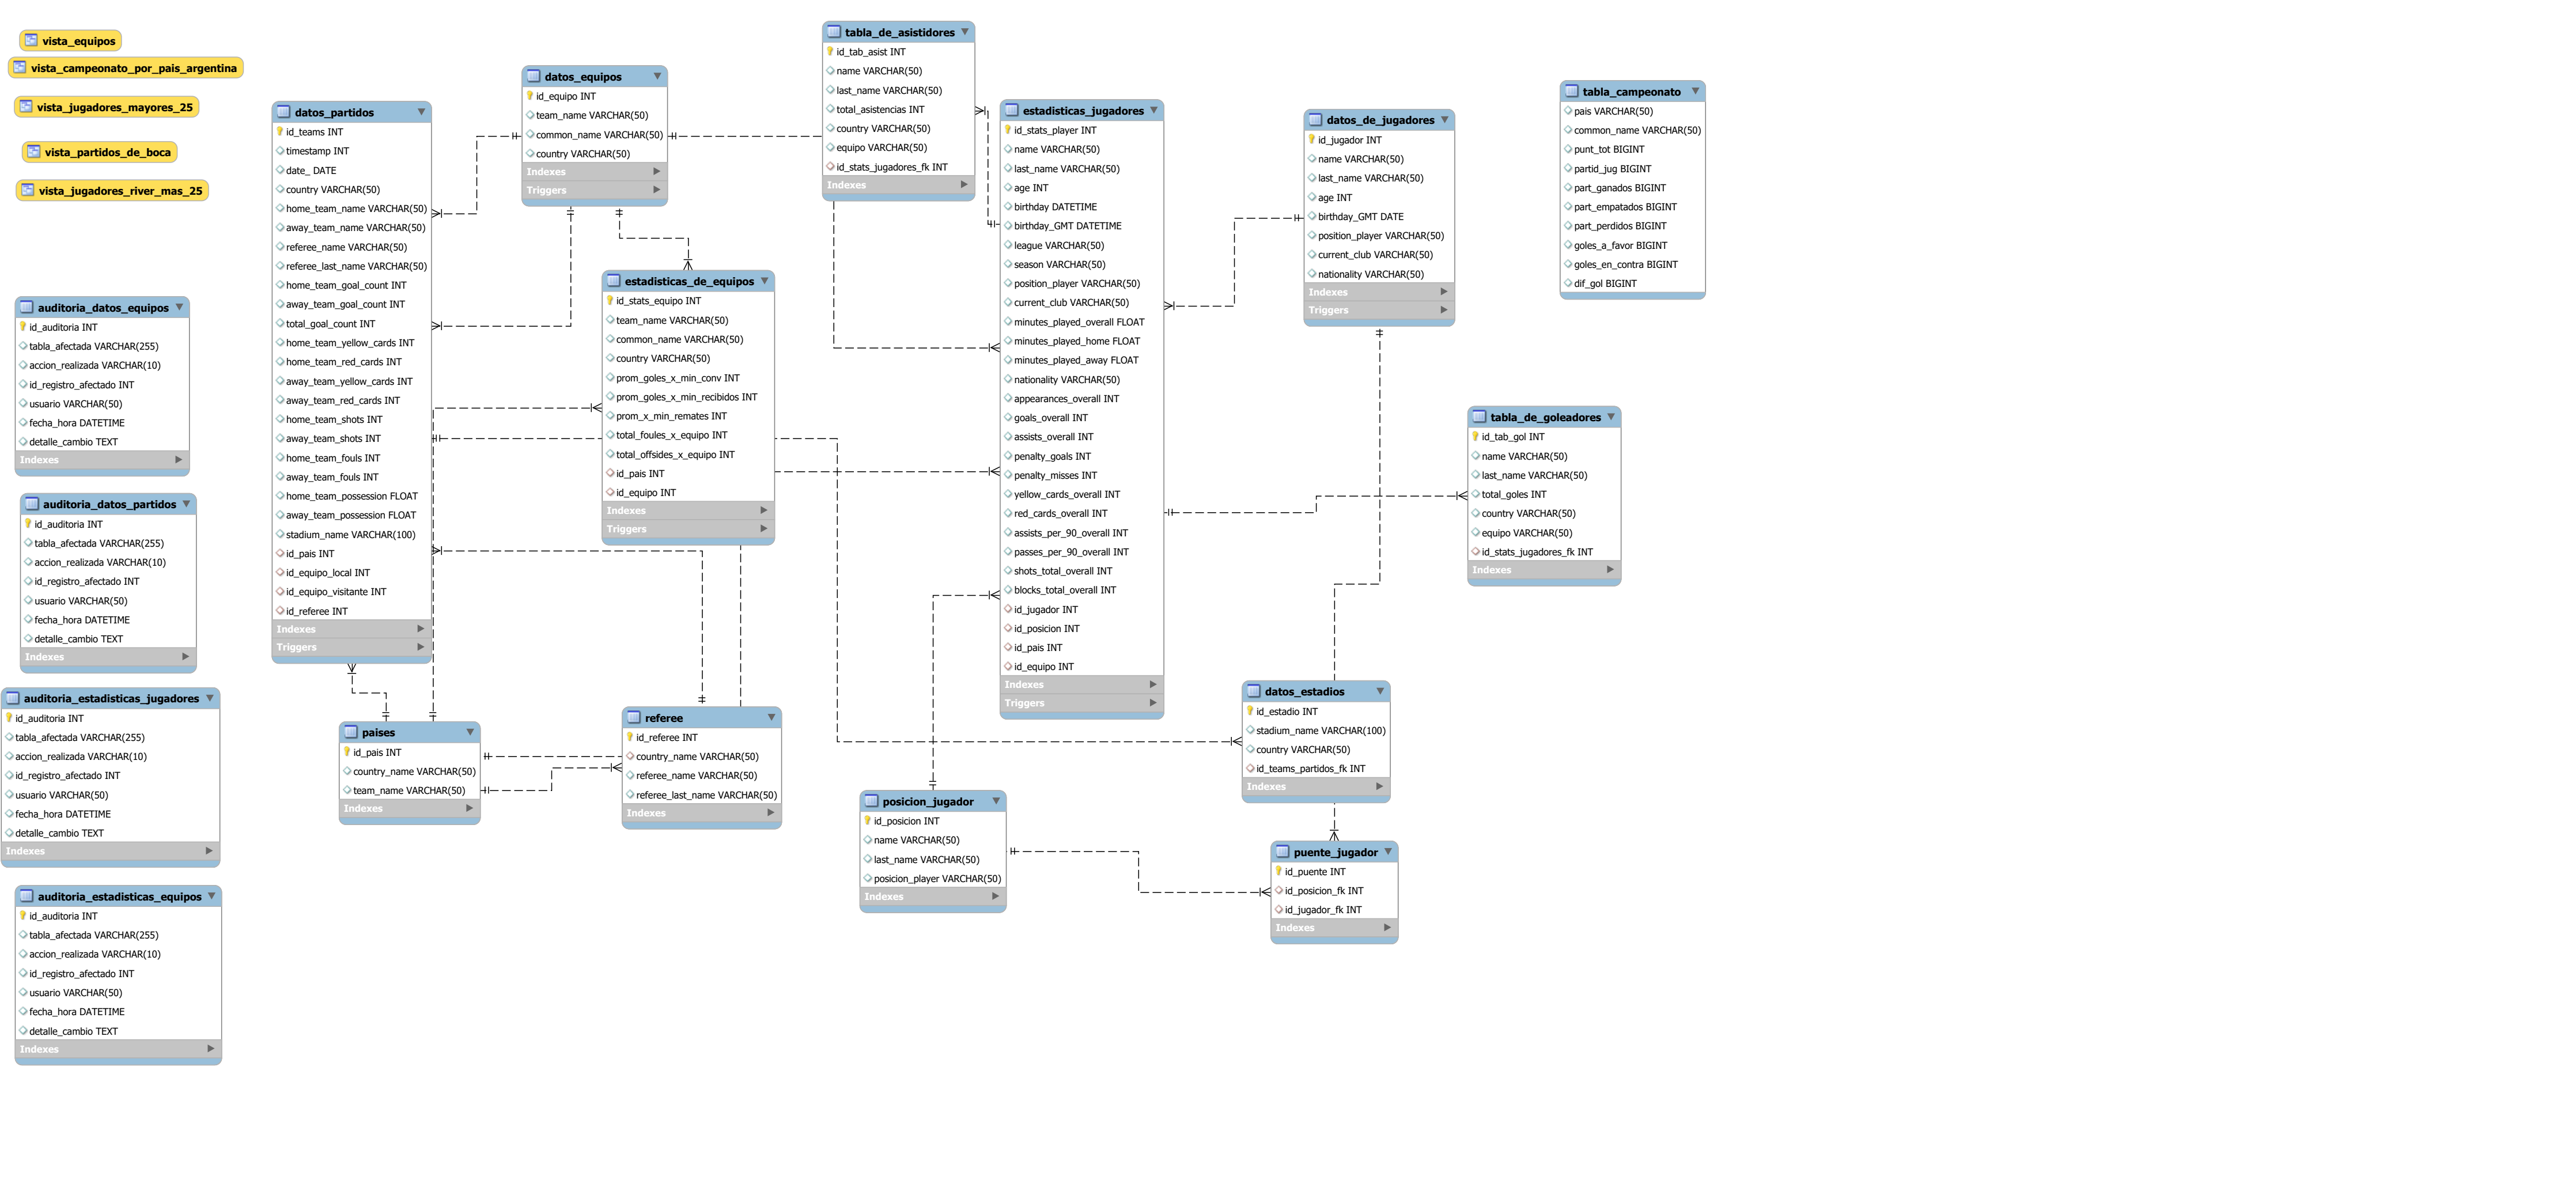 vista_equipos
vista_campeonato_por_pais_argentina
vista_jugadores_mayores_25
vista_partidos_de_boca
vista_jugadores_river_mas_25
auditoria_datos_equipos
id_auditoria INT
tabla_afectada VARCHAR(255)
accion_realizada VARCHAR(10)
id_registro_afectado INT
usuario VARCHAR(50)
fecha_hora DATETIME
detalle_cambio TEXT
Indexes
auditoria_datos_partidos
id_auditoria INT
tabla_afectada VARCHAR(255)
accion_realizada VARCHAR(10)
id_registro_afectado INT
usuario VARCHAR(50)
fecha_hora DATETIME
detalle_cambio TEXT
Indexes
auditoria_estadisticas_jugadores
id_auditoria INT
tabla_afectada VARCHAR(255)
accion_realizada VARCHAR(10)
id_registro_afectado INT
usuario VARCHAR(50)
fecha_hora DATETIME
detalle_cambio TEXT
Indexes
auditoria_estadisticas_equipos
id_auditoria INT
tabla_afectada VARCHAR(255)
accion_realizada VARCHAR(10)
id_registro_afectado INT
usuario VARCHAR(50)
fecha_hora DATETIME
detalle_cambio TEXT
Indexes
datos_partidos
id_teams INT
timestamp INT
date_ DATE
country VARCHAR(50)
home_team_name VARCHAR(50)
away_team_name VARCHAR(50)
referee_name VARCHAR(50)
referee_last_name VARCHAR(50)
home_team_goal_count INT
away_team_goal_count INT
total_goal_count INT
home_team_yellow_cards INT
home_team_red_cards INT
away_team_yellow_cards INT
away_team_red_cards INT
home_team_shots INT
away_team_shots INT
home_team_fouls INT
away_team_fouls INT
home_team_possession FLOAT
away_team_possession FLOAT
stadium_name VARCHAR(100)
id_pais INT
id_equipo_local INT
id_equipo_visitante INT
id_referee INT
Indexes
Triggers
paises
id_pais INT
country_name VARCHAR(50)
team_name VARCHAR(50)
Indexes
datos_equipos
id_equipo INT
team_name VARCHAR(50)
common_name VARCHAR(50)
country VARCHAR(50)
Indexes
Triggers
estadisticas_de_equipos
id_stats_equipo INT
team_name VARCHAR(50)
common_name VARCHAR(50)
country VARCHAR(50)
prom_goles_x_min_conv INT
prom_goles_x_min_recibidos INT
prom_x_min_remates INT
total_foules_x_equipo INT
total_offsides_x_equipo INT
id_pais INT
id_equipo INT
Indexes
Triggers
referee
id_referee INT
country_name VARCHAR(50)
referee_name VARCHAR(50)
referee_last_name VARCHAR(50)
Indexes
tabla_de_asistidores
id_tab_asist INT
name VARCHAR(50)
last_name VARCHAR(50)
total_asistencias INT
country VARCHAR(50)
equipo VARCHAR(50)
id_stats_jugadores_fk INT
Indexes
posicion_jugador
id_posicion INT
name VARCHAR(50)
last_name VARCHAR(50)
posicion_player VARCHAR(50)
Indexes
estadisticas_jugadores
id_stats_player INT
name VARCHAR(50)
last_name VARCHAR(50)
age INT
birthday DATETIME
birthday_GMT DATETIME
league VARCHAR(50)
season VARCHAR(50)
position_player VARCHAR(50)
current_club VARCHAR(50)
minutes_played_overall FLOAT
minutes_played_home FLOAT
minutes_played_away FLOAT
nationality VARCHAR(50)
appearances_overall INT
goals_overall INT
assists_overall INT
penalty_goals INT
penalty_misses INT
yellow_cards_overall INT
red_cards_overall INT
assists_per_90_overall INT
passes_per_90_overall INT
shots_total_overall INT
blocks_total_overall INT
id_jugador INT
id_posicion INT
id_pais INT
id_equipo INT
Indexes
Triggers
datos_de_jugadores
id_jugador INT
name VARCHAR(50)
last_name VARCHAR(50)
age INT
birthday_GMT DATE
position_player VARCHAR(50)
current_club VARCHAR(50)
nationality VARCHAR(50)
Indexes
Triggers
datos_estadios
id_estadio INT
stadium_name VARCHAR(100)
country VARCHAR(50)
id_teams_partidos_fk INT
Indexes
puente_jugador
id_puente INT
id_posicion_fk INT
id_jugador_fk INT
Indexes
tabla_de_goleadores
id_tab_gol INT
name VARCHAR(50)
last_name VARCHAR(50)
total_goles INT
country VARCHAR(50)
equipo VARCHAR(50)
id_stats_jugadores_fk INT
Indexes
tabla_campeonato
pais VARCHAR(50)
common_name VARCHAR(50)
punt_tot BIGINT
partid_jug BIGINT
part_ganados BIGINT
part_empatados BIGINT
part_perdidos BIGINT
goles_a_favor BIGINT
goles_en_contra BIGINT
dif_gol BIGINT